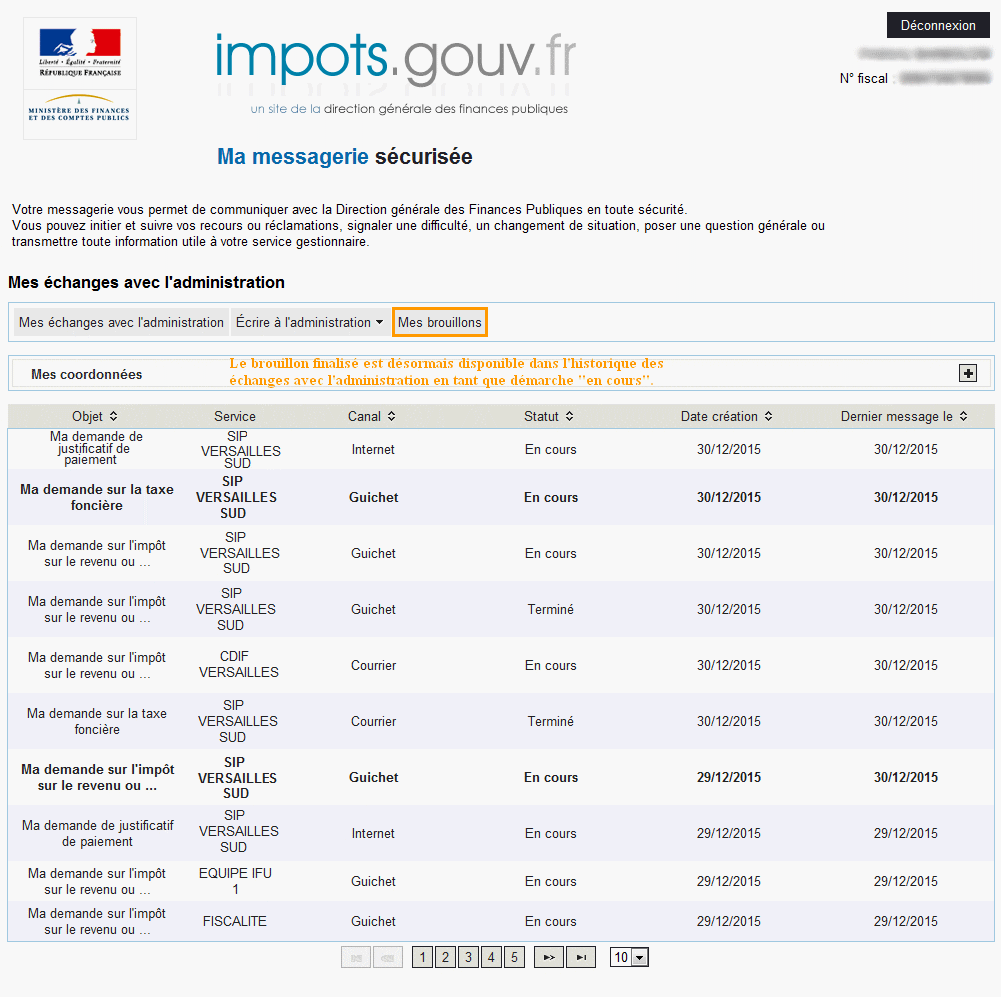 Liberté • Égalité • Fraternité
RÉPUBLIQUE FRANÇAISE
MINISTÈRE DES FINANCES
ET DES COMPTES PUBLICS
impots.gouv.fr
un site de la direction générale des finances publiques
Déconnexion
N° fiscal :
Ma messagerie sécurisée
Votre messagerie vous permet de communiquer avec la Direction générale des Finances Publiques en toute sécurité.
Vous pouvez initier et suivre vos recours ou réclamations, signaler une difficulté, un changement de situation, poser une question générale ou
transmettre toute information utile à votre service gestionnaire.
Mes échanges avec l'administration
Mes échanges avec l'administration Écrire à l'administration Mes brouillons
Mes coordonnées
Le brouillon finalisé est désormais disponible dans l'historique des
échanges avec l'administration en tant que démarche "en cours".
Objet Service Canal Statut Date création Dernier message le
Ma demande de
justificatif de
paiement
SIP
VERSAILLES
SUD
Internet En cours 30/12/2015 30/12/2015
Ma demande sur la taxe
foncière
SIP
VERSAILLES
SUD
Guichet En cours 30/12/2015 30/12/2015
Ma demande sur l'impôt
sur le revenu ou ...
SIP
VERSAILLES
SUD
Guichet En cours 30/12/2015 30/12/2015
Ma demande sur l'impôt
sur le revenu ou ...
SIP
VERSAILLES
SUD
Guichet Terminé 30/12/2015 30/12/2015
Ma demande sur l'impôt
sur le revenu ou ...
CDIF
VERSAILLES
Courrier En cours 30/12/2015 30/12/2015
Ma demande sur la taxe
foncière
SIP
VERSAILLES
SUD
Courrier Terminé 30/12/2015 30/12/2015
Ma demande sur l'impôt
sur le revenu ou ...
SIP
VERSAILLES
SUD
Guichet En cours 29/12/2015 30/12/2015
Ma demande de justificatif
de paiement
SIP
VERSAILLES
SUD
Internet En cours 29/12/2015 29/12/2015
Ma demande sur l'impôt
sur le revenu ou ...
EQUIPE IFU
1
Guichet En cours 29/12/2015 29/12/2015
Ma demande sur l'impôt
sur le revenu ou ...
FISCALITE
Guichet En cours 29/12/2015 29/12/2015
1 2 3 4 5 10